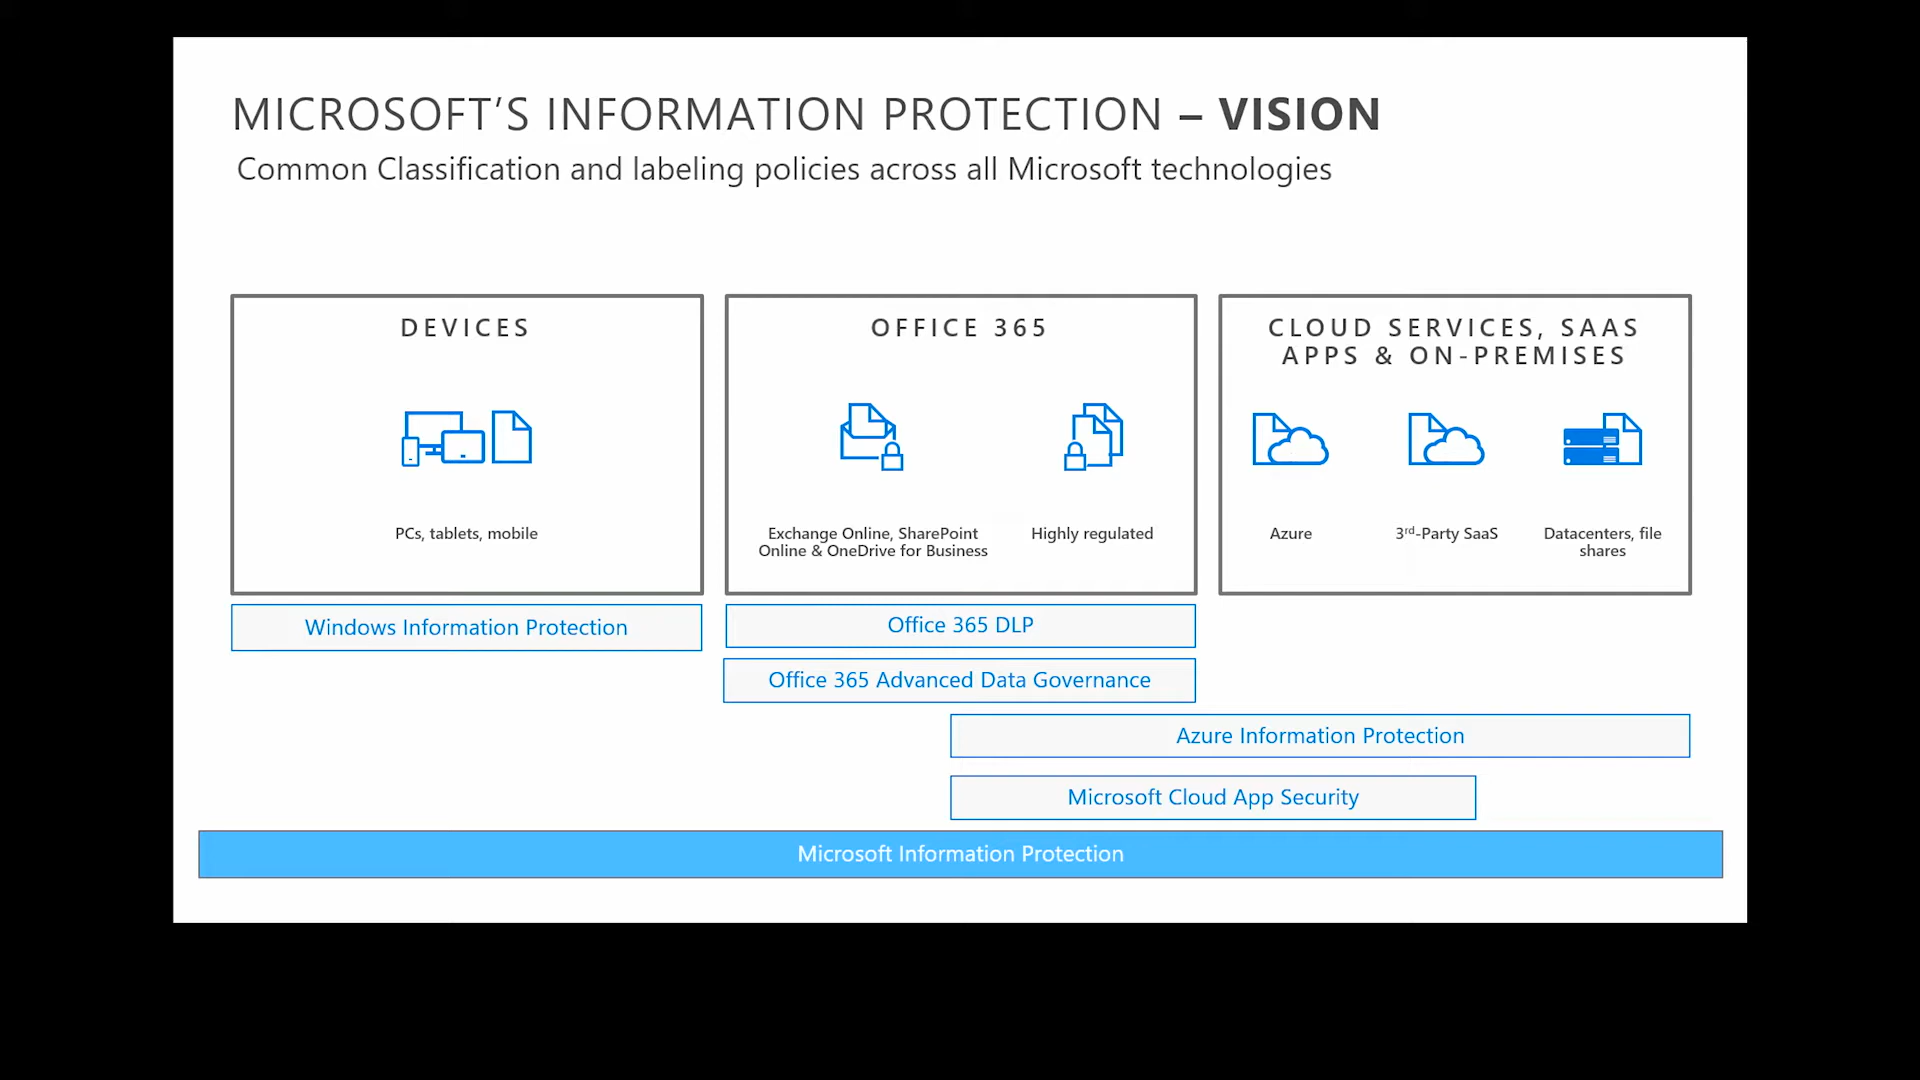 MICROSOFT’S INFORMATION PROTECTION – VISION
Common Classification and labeling policies across all Microsoft technologies
DEVICES
PCs, tablets, mobile
OFFICE 365
Exchange Online, SharePoint
Online & OneDrive for Business
Highly regulated
CLOUD SERVICES, SAAS
APPS & ON-PREMISES
Azure
3rd-Party SaaS
Datacenters, file
shares
Windows Information Protection
Office 365 DLP
Office 365 Advanced Data Governance
Azure Information Protection
Microsoft Cloud App Security
Microsoft Information Protection